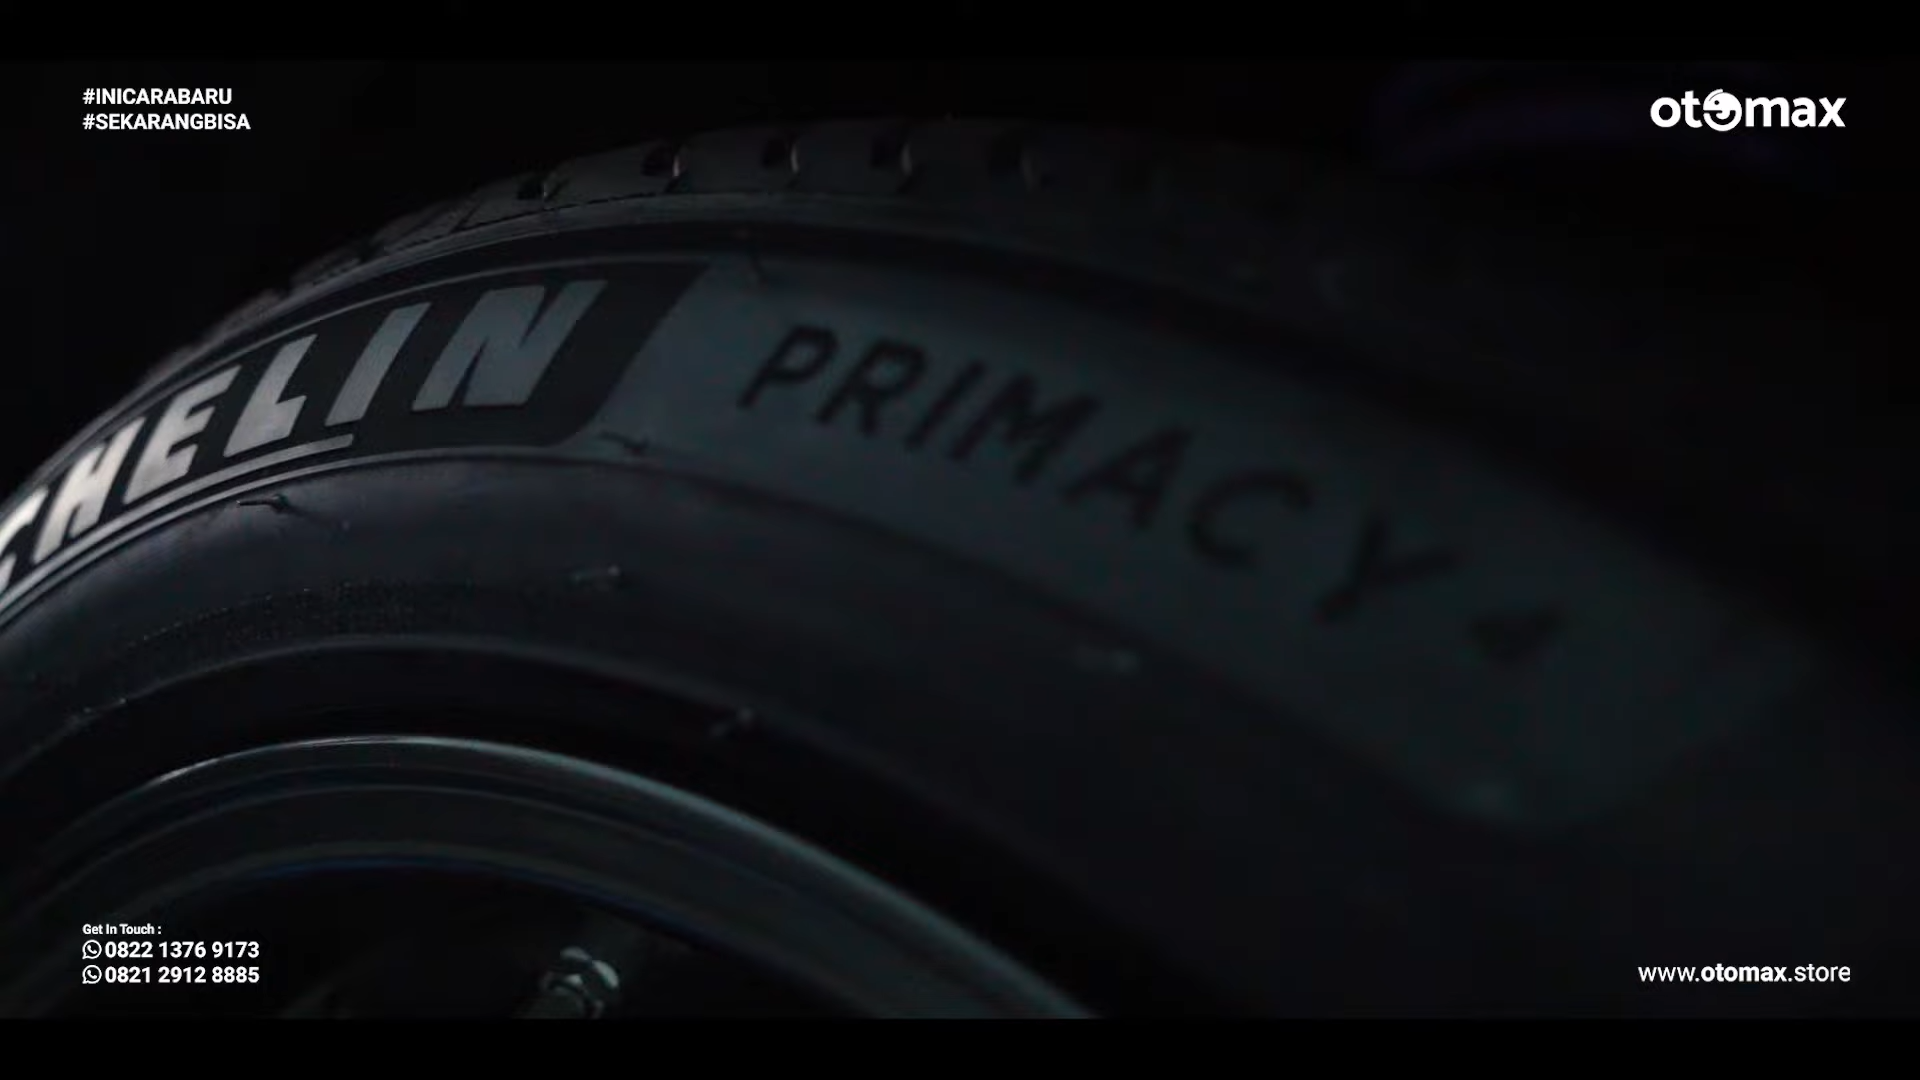 #INICARABARU
#SEKARANGBISA
otomax
CHELIN
PRIMACY 4
Get In Touch :
0822 1376 9173
0821 2912 8885
www.otomax.store